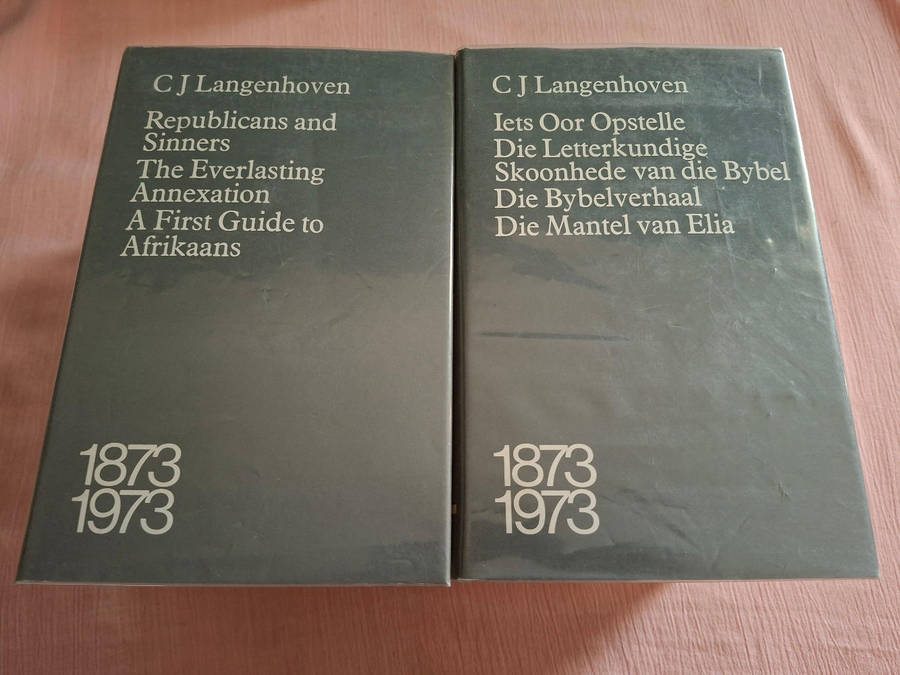 C J Langenhoven
Republicans and
Sinners
The Everlasting
Annexation
A First Guide to
Afrikaans
1873
1973
C J Langenhoven
Iets Oor Opstelle
Die Letterkundige
Skoonhede van die Bybel
Die Bybelverhaal
Die Mantel van Elia
1873
1973